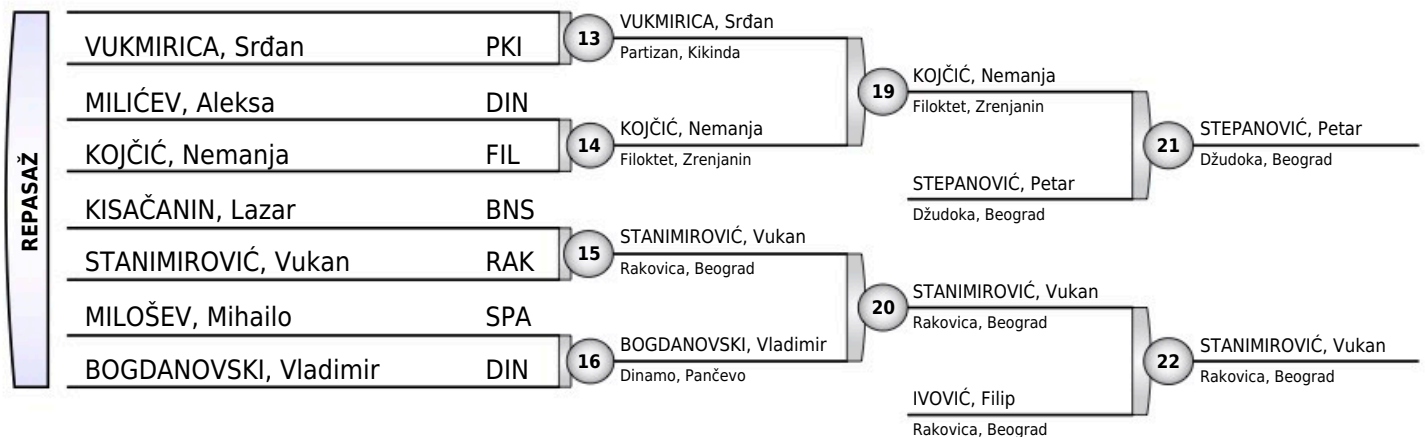 REPASAŽ
VUKMIRICA, Srđan PKI
MILIĆEV, Aleksa DIN
KOJČIĆ, Nemanja FIL
KISAČANIN, Lazar BNS
STANIMIROVIĆ, Vukan RAK
MILOŠEV, Mihailo SPA
BOGDANOVSKI, Vladimir DIN
13
VUKMIRICA, Srđan
Partizan, Kikinda
14
KOJČIĆ, Nemanja
Filoktet, Zrenjanin
15
STANIMIROVIĆ, Vukan
Rakovica, Beograd
16
BOGDANOVSKI, Vladimir
Dinamo, Pančevo
19
KOJČIĆ, Nemanja
Filoktet, Zrenjanin
STEPANOVIĆ, Petar
Džudoka, Beograd
20
STANIMIROVIĆ, Vukan
Rakovica, Beograd
IVOVIĆ, Filip
Rakovica, Beograd
21
STEPANOVIĆ, Petar
Džudoka, Beograd
22
STANIMIROVIĆ, Vukan
Rakovica, Beograd